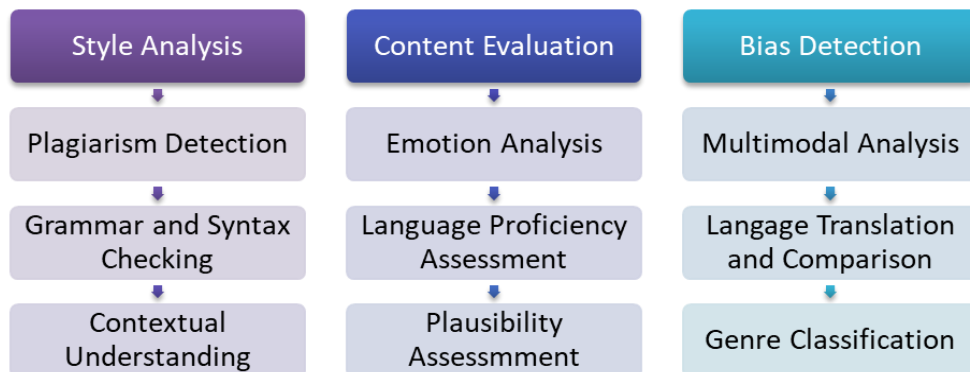 Style Analysis
Plagiarism Detection
Grammar and Syntax
Checking
Contextual
Understanding
Content Evaluation
Emotion Analysis
Language Proficiency
Assessment
Plausibility
Assessmment
Bias Detection
Multimodal Analysis
Langage Translation
and Comparison
Genre Classification